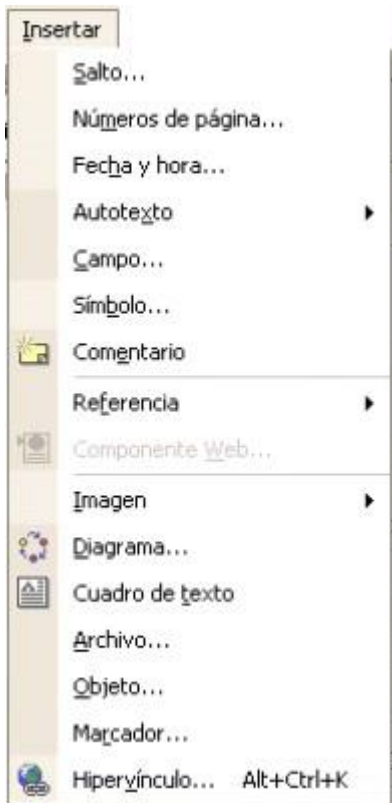 Insertar
Salto...
Números de página...
Fecha y hora...
Autotexto
Campo...
Símbolo...
Comentario
Referencia
Componente Web...
Imagen
Diagrama...
Cuadro de texto
Archivo...
Objeto...
Marcador...
Hipervínculo... Alt+Ctrl+K